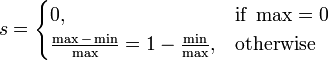 s = { 0, if max = 0
(max − min)/max = 1 − min/max, otherwise